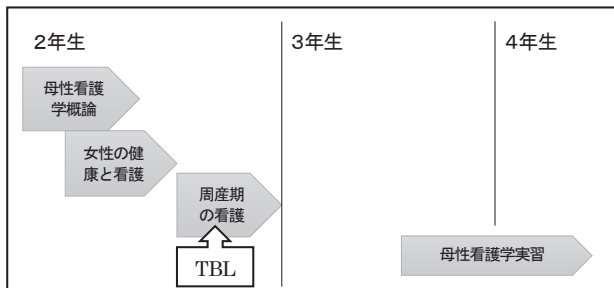 2年生
3年生
4年生
母性看護
学概論
女性の健
康と看護
周産期
の看護
TBL
母性看護学実習